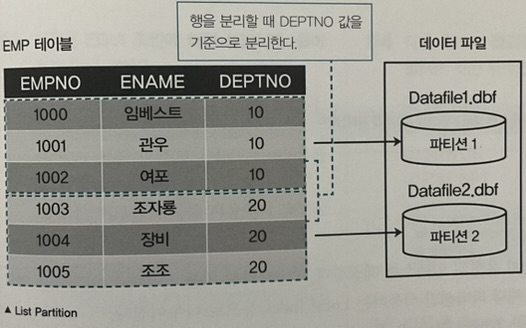 행을 분리할 때 DEPTNO 값을
기준으로 분리한다.
EMP 테이블
데이터 파일
EMPNO ENAME DEPTNO
1000 임베스트 10
1001 관우 10
1002 여포 10
1003 조자룡 20
1004 장비 20
1005 조조 20
Datafile1.dbf
파티션 1
Datafile2.dbf
파티션 2
▲ List Partition